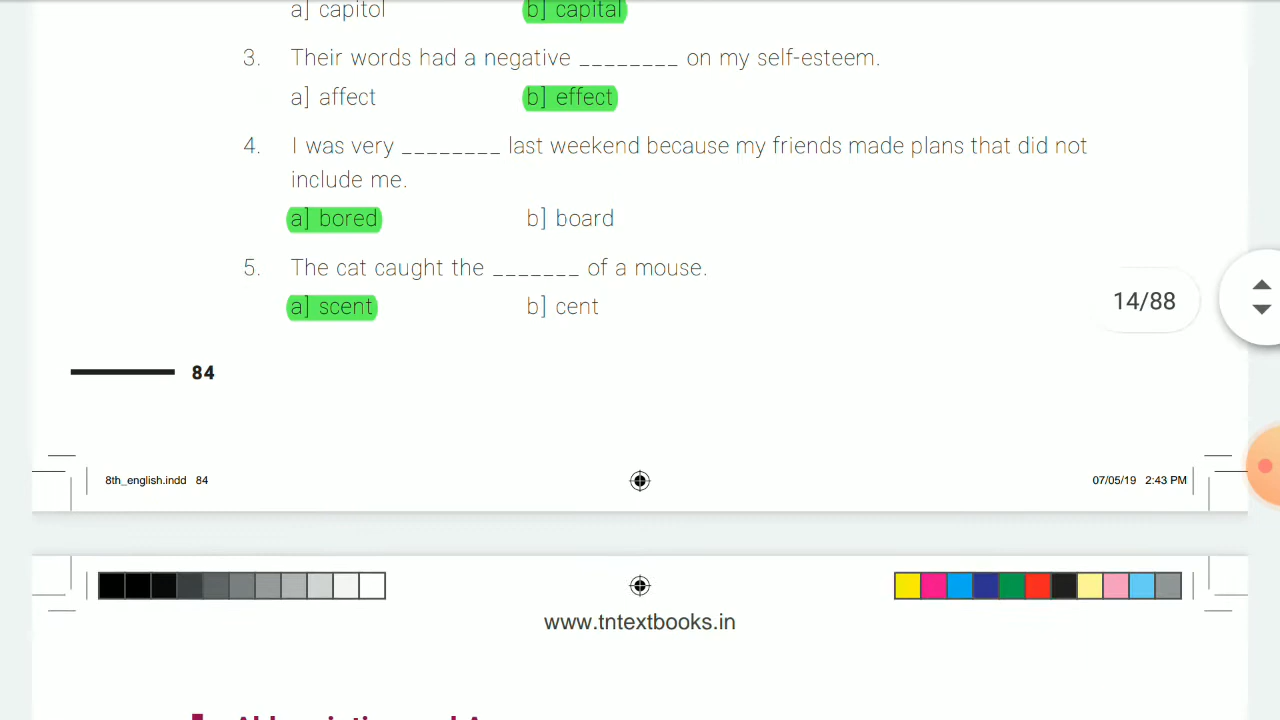 a] capitol b] capital
3. Their words had a negative ________ on my self-esteem.
a] affect b] effect
4. I was very ________ last weekend because my friends made plans that did not
include me.
a] bored b] board
5. The cat caught the _______ of a mouse.
a] scent b] cent
14/88
84
8th_english.indd 84 07/05/19 2:43 PM
www.tntextbooks.in